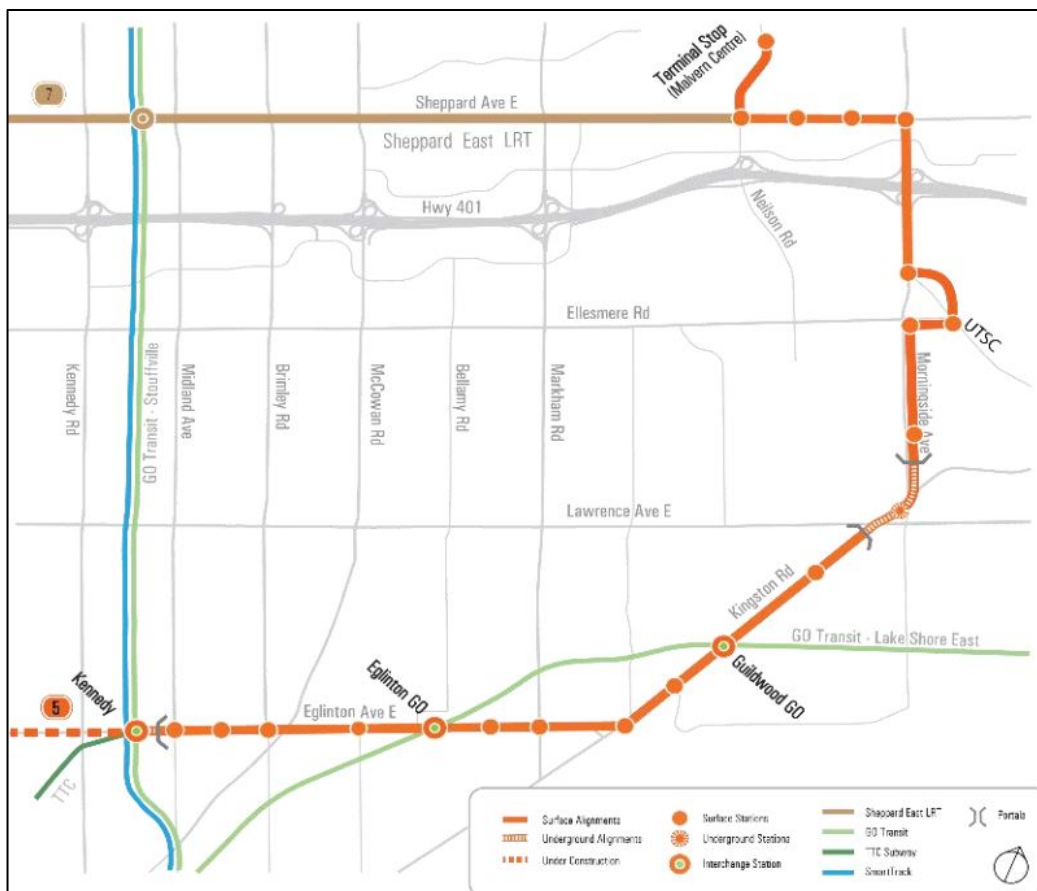 Terminal Stop
(Malvern Centre)
7
Sheppard Ave E
Sheppard East LRT
Hwy 401
Neilson Rd
Ellesmere Rd
UTSC
Kennedy Rd
GO Transit - Stouffville
Midland Ave
Brimley Rd
McCowan Rd
Bellamy Rd
Markham Rd
Morningside Ave
Lawrence Ave E
Kingston Rd
GO Transit - Lake Shore East
Guildwood GO
Kennedy
Eglinton GO
Eglinton Ave E
5
TTC
Surface Alignments
Underground Alignments
Under Construction
Surface Stations
Underground Stations
Interchange Station
Sheppard East LRT
GO Transit
TTC Subway
SmartTrack
Portals